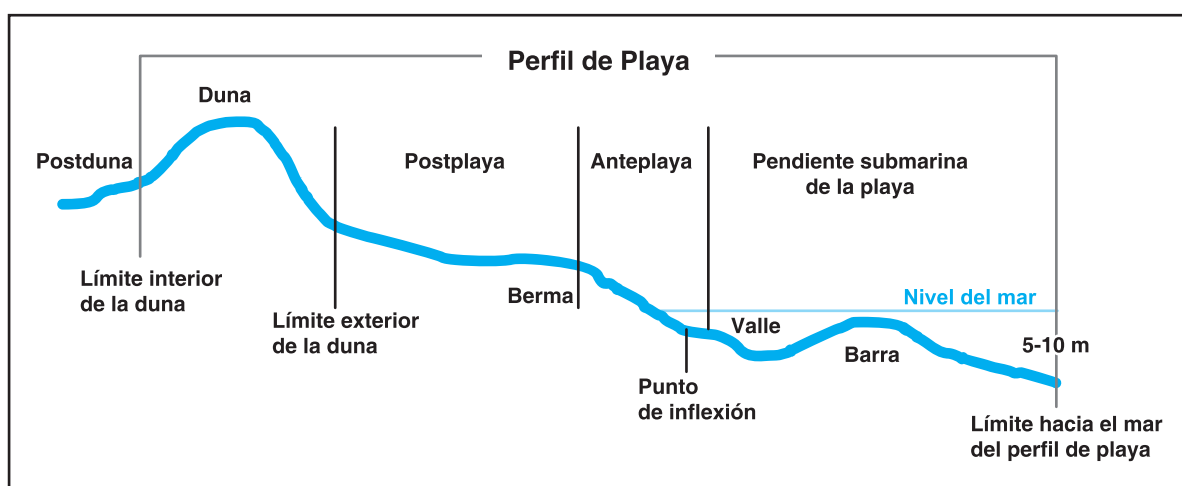 Perfil de Playa
Duna
Postduna
Postplaya
Anteplaya
Pendiente submarina
de la playa
Límite interior
de la duna
Berma
Nivel del mar
Límite exterior
de la duna
Valle
Barra
5-10 m
Punto
de inflexión
Límite hacia el mar
del perfil de playa